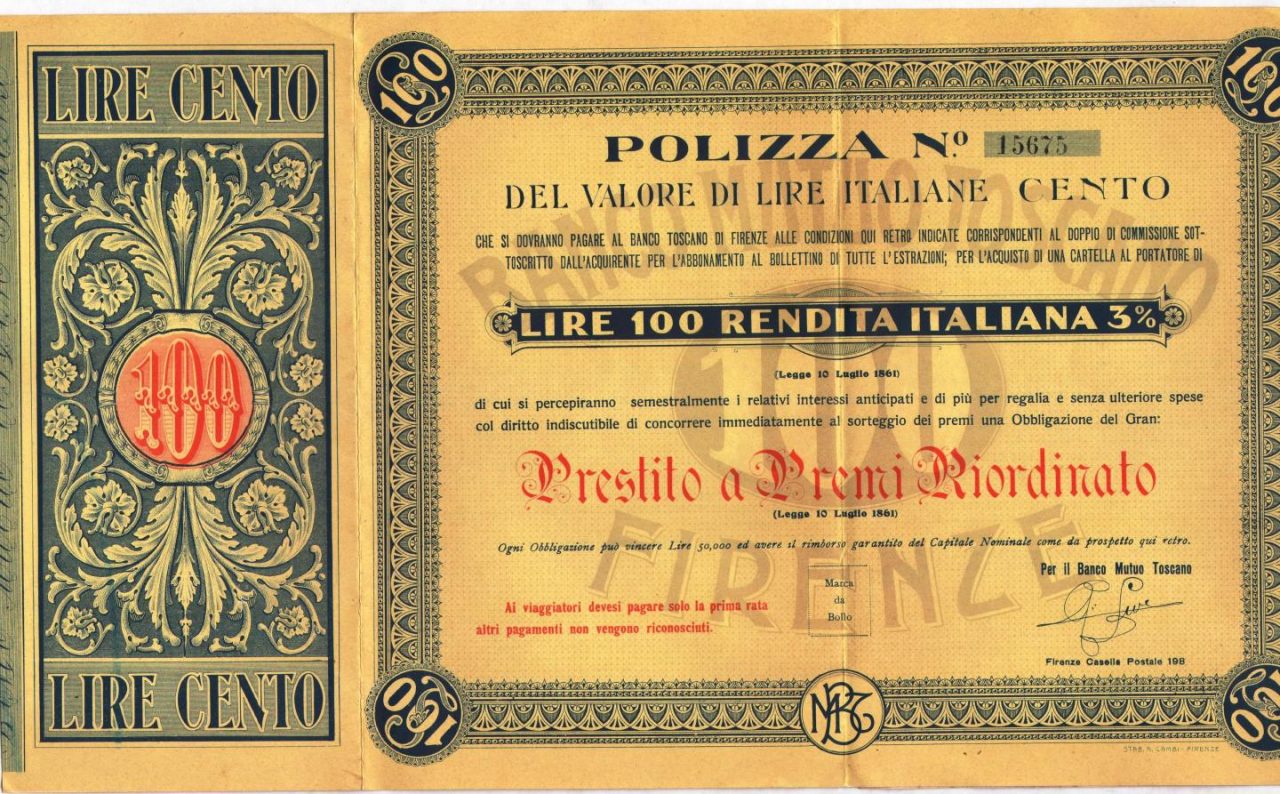 LIRE CENTO
100
LIRE CENTO
100
100
POLIZZA N.º 15675
DEL VALORE DI LIRE ITALIANE CENTO
CHE SI DOVRANNO PAGARE AL BANCO TOSCANO DI FIRENZE ALLE CONDIZIONI QUI RETRO INDICATE CORRISPONDENTI AL DOPPIO DI COMMISSIONE SOT-
TOSCRITTO DALL'ACQUIRENTE PER L'ABBONAMENTO AL BOLLETTINO DI TUTTE L'ESTRAZIONI; PER L'ACQUISTO DI UNA CARTELLA AL PORTATORE DI
BANCO MUTUO TOSCANO
LIRE 100 RENDITA ITALIANA 3%
100
(Legge 10 Luglio 1861)
di cui si percepiranno semestralmente i relativi interessi anticipati e di più per regalia e senza ulteriore spese
col diritto indiscutibile di concorrere immediatamente al sorteggio dei premi una Obbligazione del Gran:
Prestito a Premi Riordinato
(Legge 10 Luglio 1861)
FIRENZE
Ogni Obbligazione può vincere Lire 50,000 ed avere il rimborso garantito del Capitale Nominale come da prospetto qui retro.
Per il Banco Mutuo Toscano
Marca
da
Bollo
Ai viaggiatori devesi pagare solo la prima rata
altri pagamenti non vengono riconosciuti.
Firenze Casella Postale 198
100
MBT
100
STAB. A. LAMBI - FIRENZE